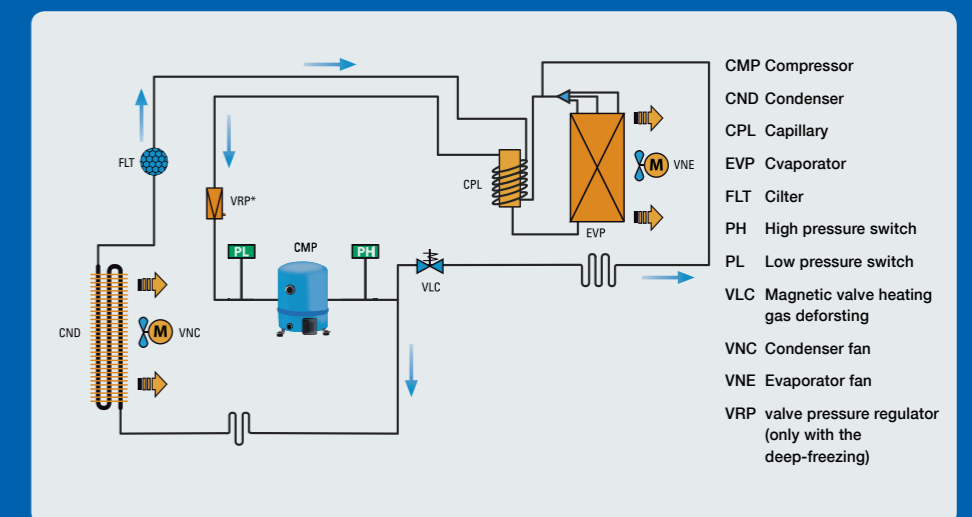 FLT
VRP*
PL
CMP
PH
CPL
EVP
M
VNE
VLC
CND
M
VNC
CMP Compressor
CND Condenser
CPL Capillary
EVP Cvaporator
FLT Cilter
PH High pressure switch
PL Low pressure switch
VLC Magnetic valve heating
gas deforsting
VNC Condenser fan
VNE Evaporator fan
VRP valve pressure regulator
(only with the
deep-freezing)